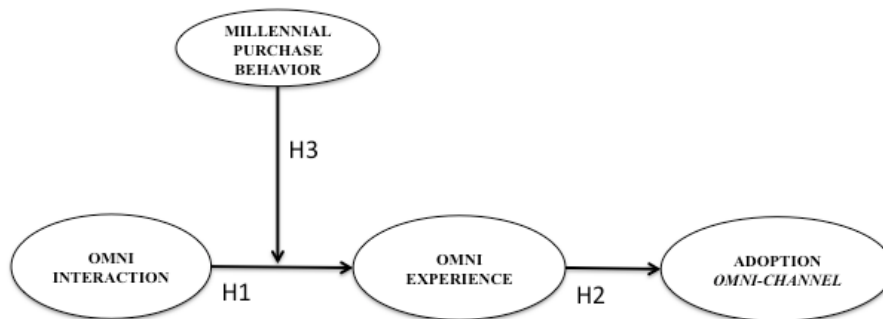 MILLENNIAL
PURCHASE
BEHAVIOR
H3
OMNI
INTERACTION
H1
OMNI
EXPERIENCE
H2
ADOPTION
OMNI-CHANNEL